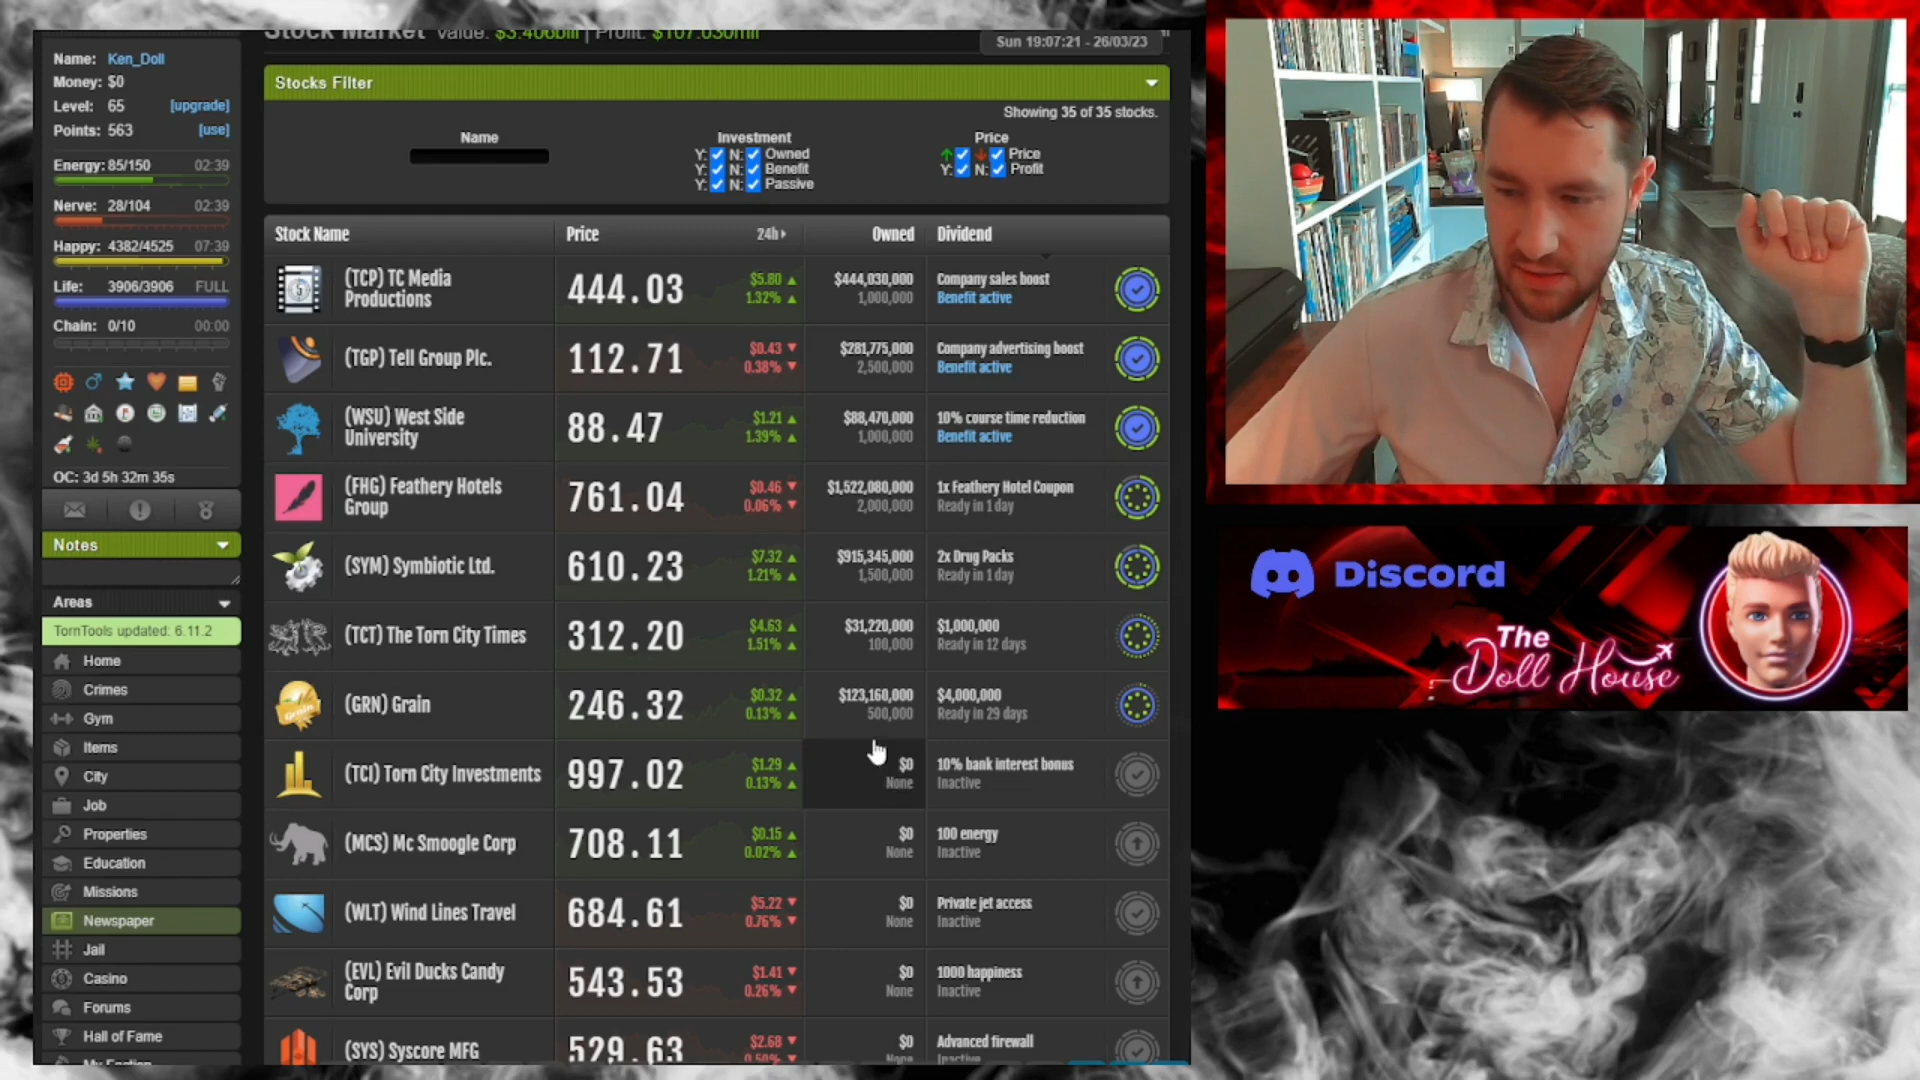 Stock Market Value: $3.406bill | Profit: $107.030mil
Sun 19:07:21 - 26/03/23
Name: Ken_Doll
Money: $0
Level: 65 [upgrade]
Points: 563 [use]
Energy: 85/150 02:39
Nerve: 28/104 02:39
Happy: 4382/4525 07:39
Life: 3906/3906 FULL
Chain: 0/10 00:00
OC: 3d 5h 32m 35s
Notes
Areas
TornTools updated: 6.11.2
Home
Crimes
Gym
Items
City
Job
Properties
Education
Missions
Newspaper
Jail
Casino
Forums
Hall of Fame
My Faction
Stocks Filter
Showing 35 of 35 stocks.
Name Investment Price
Y: N: Owned Price
Y: N: Benefit Y: N: Profit
Y: N: Passive
Stock Name Price 24h Owned Dividend
(TCP) TC Media Productions 444.03 $5.80 $444,030,000 Company sales boost
1.32% 1,000,000 Benefit active
(TGP) Tell Group Plc. 112.71 $0.43 $281,775,000 Company advertising boost
0.38% 2,500,000 Benefit active
(WSU) West Side University 88.47 $1.21 $88,470,000 10% course time reduction
1.39% 1,000,000 Benefit active
(FHG) Feathery Hotels Group 761.04 $0.46 $1,522,080,000 1x Feathery Hotel Coupon
0.06% 2,000,000 Ready in 1 day
(SYM) Symbiotic Ltd. 610.23 $7.32 $915,345,000 2x Drug Packs
1.21% 1,500,000 Ready in 1 day
(TCT) The Torn City Times 312.20 $4.63 $31,220,000 $1,000,000
1.51% 100,000 Ready in 12 days
(GRN) Grain 246.32 $0.32 $123,160,000 $4,000,000
0.13% 500,000 Ready in 29 days
(TCI) Torn City Investments 997.02 $1.29 $0 10% bank interest bonus
0.13% None Inactive
(MCS) Mc Smoogle Corp 708.11 $0.15 $0 100 energy
0.02% None Inactive
(WLT) Wind Lines Travel 684.61 $5.22 $0 Private jet access
0.76% None Inactive
(EVL) Evil Ducks Candy Corp 543.53 $1.41 $0 1000 happiness
0.26% None Inactive
(SYS) Syscore MFG 529.63 $2.68 $0 Advanced firewall
0.50% None Inactive
Discord
The
Doll House